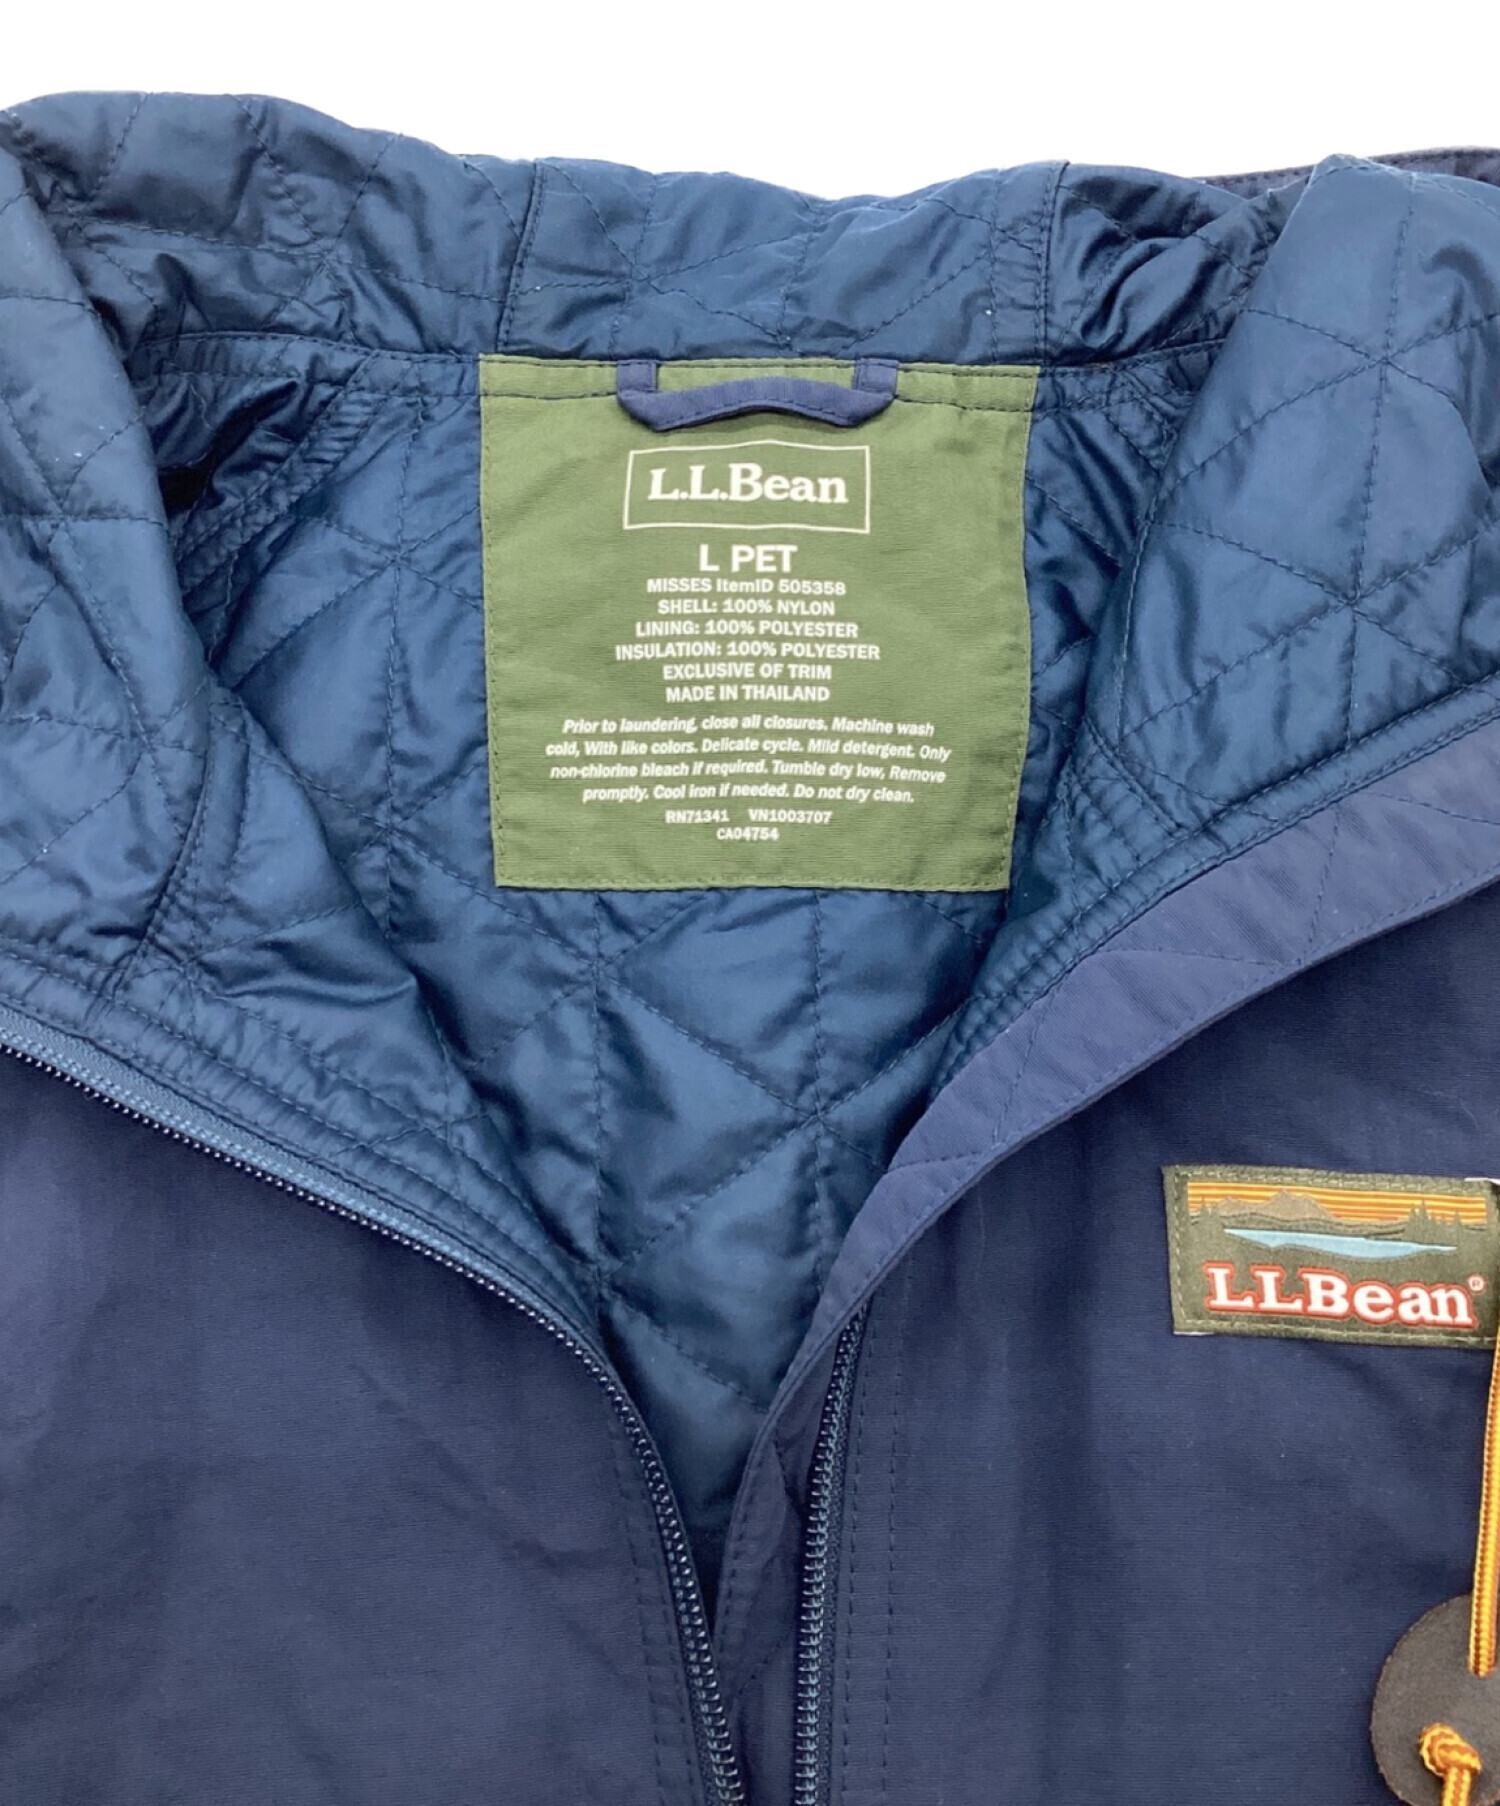 L.L.Bean
L PET
MISSES ItemID 505358
SHELL: 100% NYLON
LINING: 100% POLYESTER
INSULATION: 100% POLYESTER
EXCLUSIVE OF TRIM
MADE IN THAILAND
Prior to laundering, close all closures. Machine wash
cold, With like colors. Delicate cycle. Mild detergent. Only
non-chlorine bleach if required. Tumble dry low, Remove
promptly. Cool iron if needed. Do not dry clean.
RN71341 VN1003707
CA04754
LLBean®